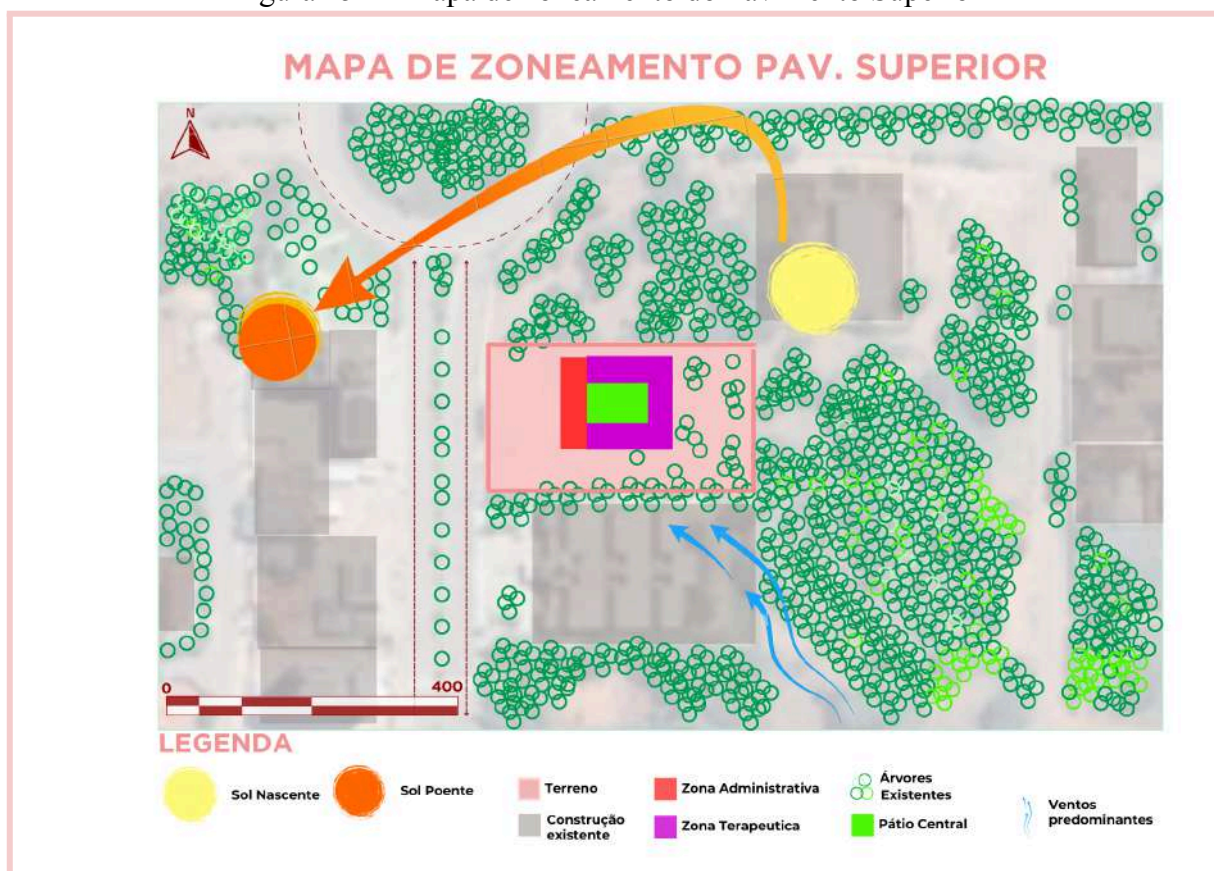 MAPA DE ZONEAMENTO PAV. SUPERIOR
N
0 400
LEGENDA
Sol Nascente
Sol Poente
Terreno
Construção
existente
Zona Administrativa
Zona Terapeutica
Árvores
Existentes
Pátio Central
Ventos
predominantes